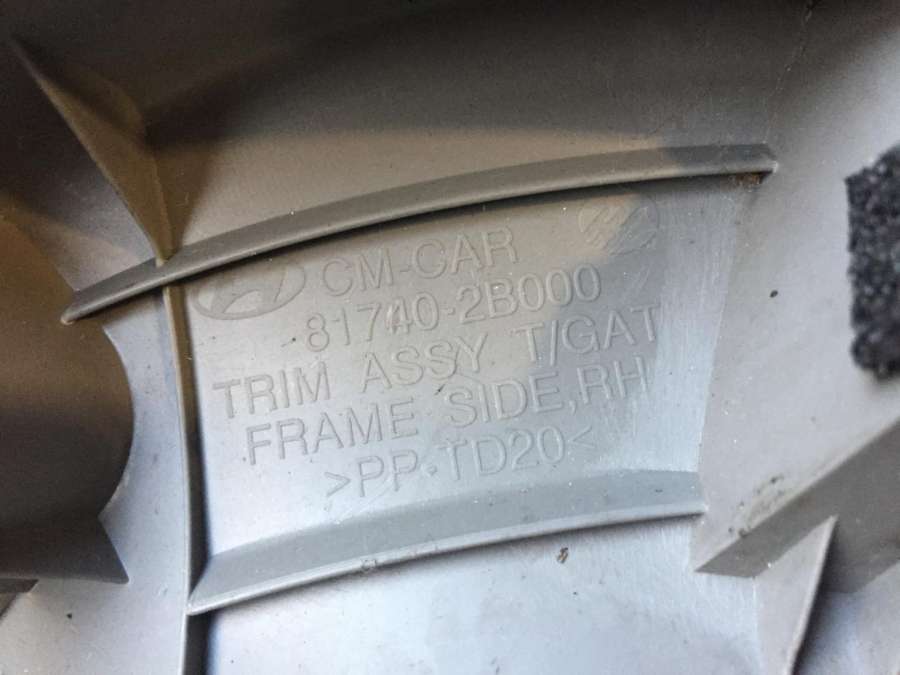 CM-CAR
81740-2B000
TRIM ASSY T/GAT
FRAME SIDE,RH
>PP-TD20<